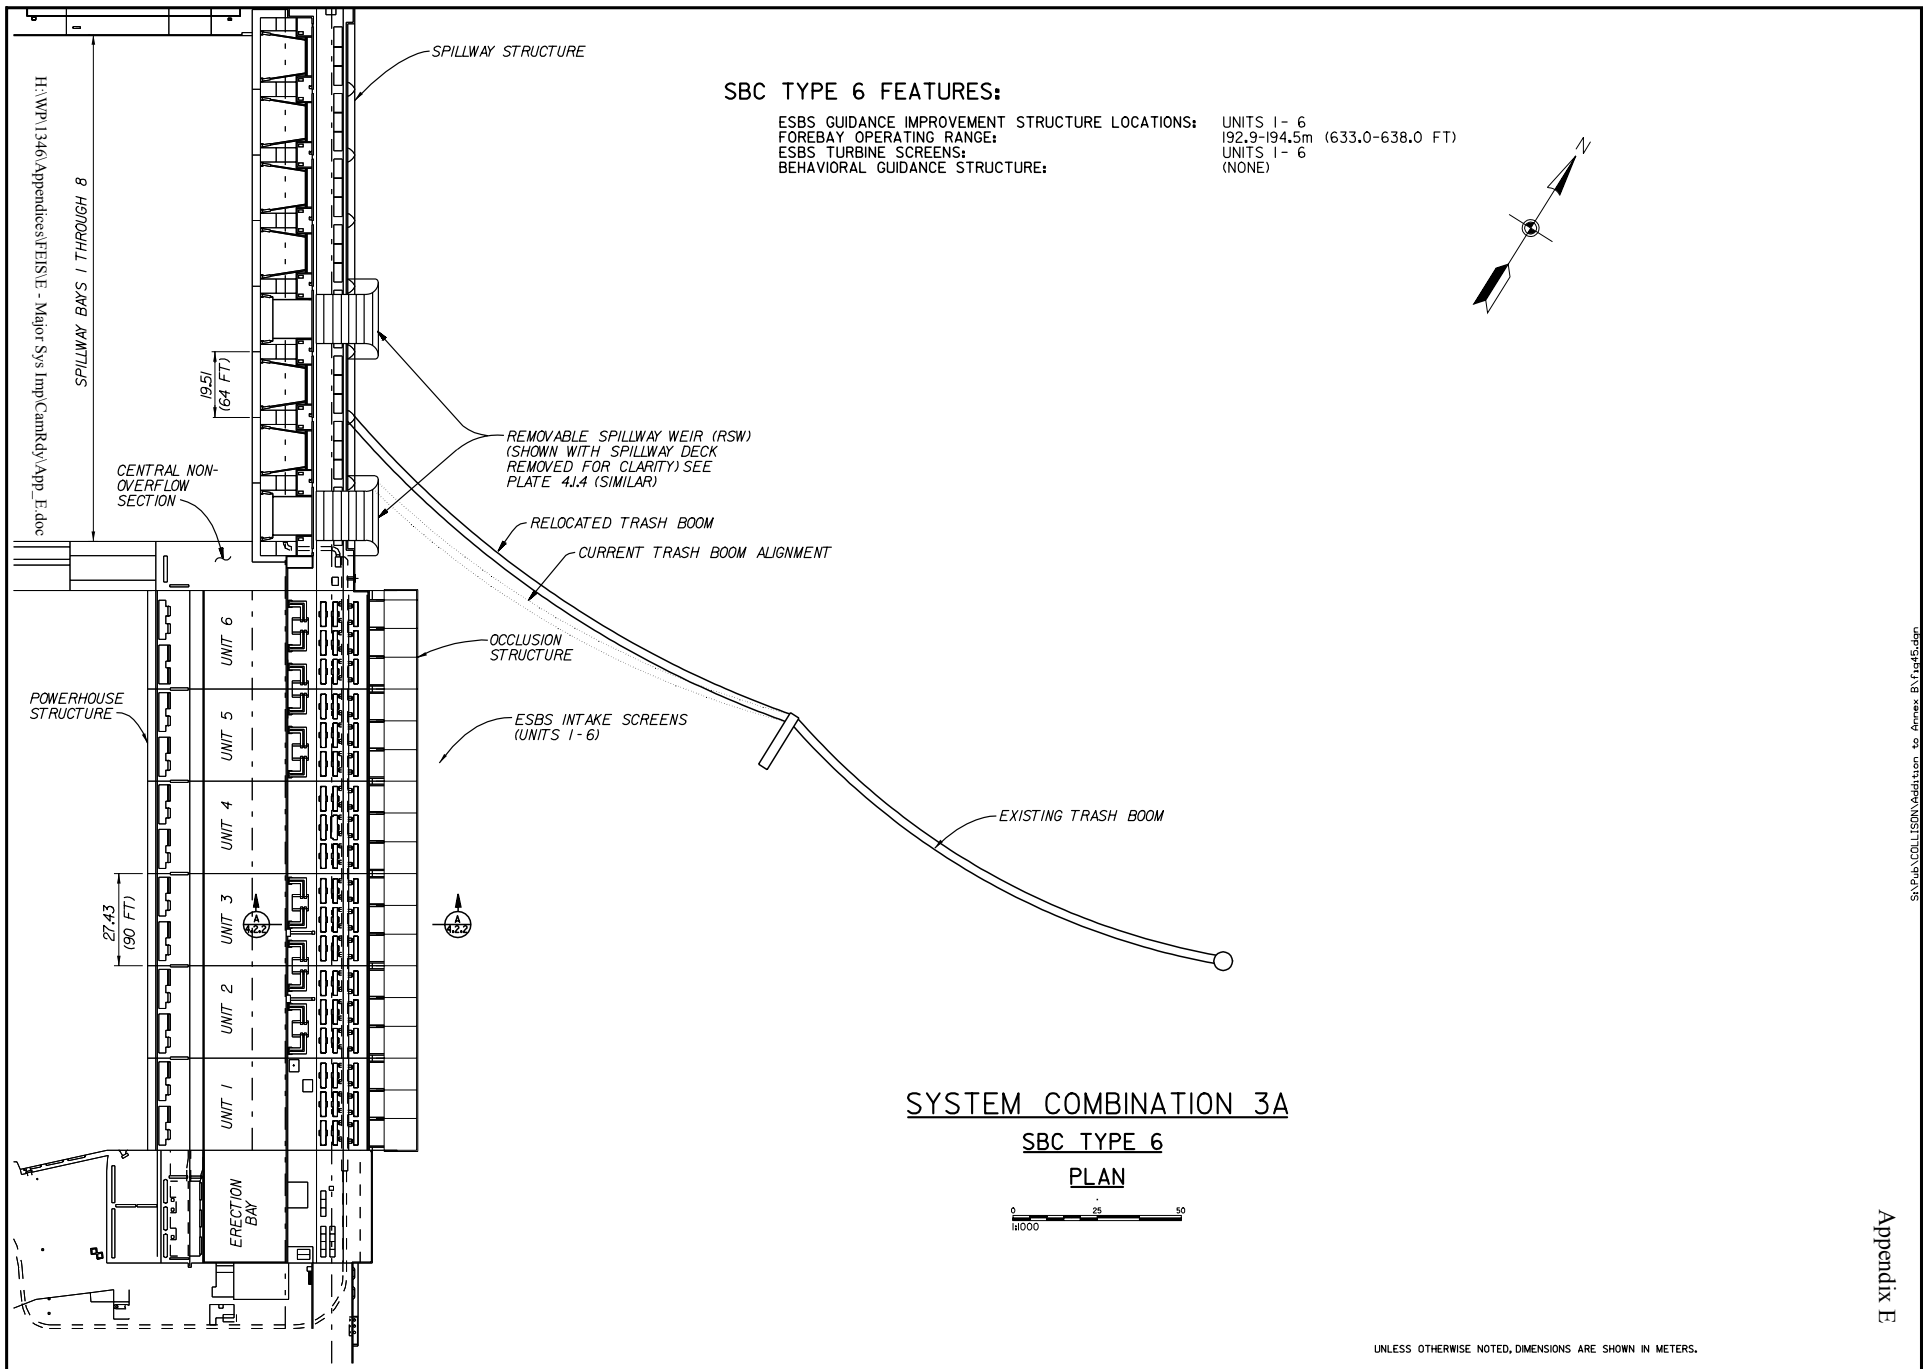 SPILLWAY STRUCTURE
SBC TYPE 6 FEATURES:
ESBS GUIDANCE IMPROVEMENT STRUCTURE LOCATIONS: UNITS 1 - 6
FOREBAY OPERATING RANGE: 192.9-194.5m (633.0-638.0 FT)
ESBS TURBINE SCREENS: UNITS 1 - 6
BEHAVIORAL GUIDANCE STRUCTURE: (NONE)
N
H:\WP\1346\Appendices\FEIS\E - Major Sys Imp\CamRdy\App_E.doc
SPILLWAY BAYS 1 THROUGH 8
19.51
(64 FT)
REMOVABLE SPILLWAY WEIR (RSW)
(SHOWN WITH SPILLWAY DECK
REMOVED FOR CLARITY) SEE
PLATE 4.1.4 (SIMILAR)
CENTRAL NON-
OVERFLOW
SECTION
RELOCATED TRASH BOOM
CURRENT TRASH BOOM ALIGNMENT
OCCLUSION
STRUCTURE
POWERHOUSE
STRUCTURE
ESBS INTAKE SCREENS
(UNITS 1 - 6)
UNIT 6
UNIT 5
UNIT 4
UNIT 3
UNIT 2
UNIT 1
EXISTING TRASH BOOM
27.43
(90 FT)
A
4.2.2
A
4.2.2
ERECTION
BAY
SYSTEM COMBINATION 3A
SBC TYPE 6
PLAN
0 25 50
1:1000
S:\Pub\COLLISON\Addition to Annex B\fig45.dgn
Appendix E
UNLESS OTHERWISE NOTED, DIMENSIONS ARE SHOWN IN METERS.